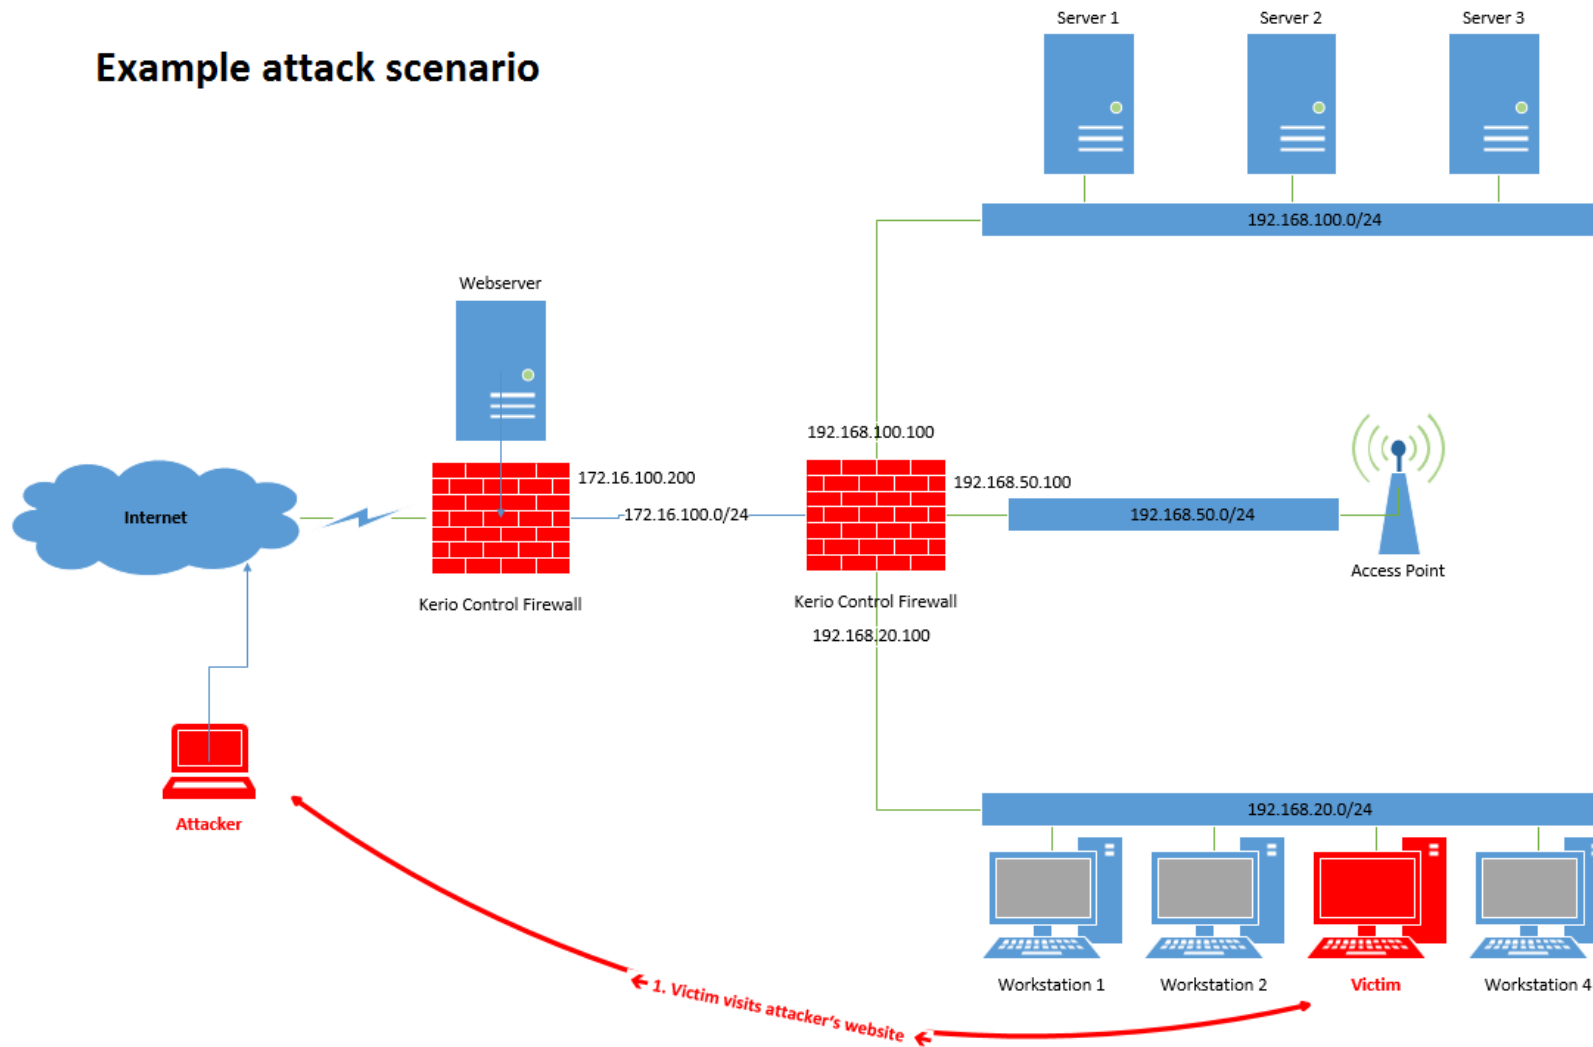 Example attack scenario
Server 1
Server 2
Server 3
192.168.100.0/24
Webserver
192.168.100.100
172.16.100.200
192.168.50.100
Internet
172.16.100.0/24
192.168.50.0/24
Access Point
Kerio Control Firewall
Kerio Control Firewall
192.168.20.100
192.168.20.0/24
Attacker
Workstation 1
Workstation 2
Victim
Workstation 4
1. Victim visits attacker's website